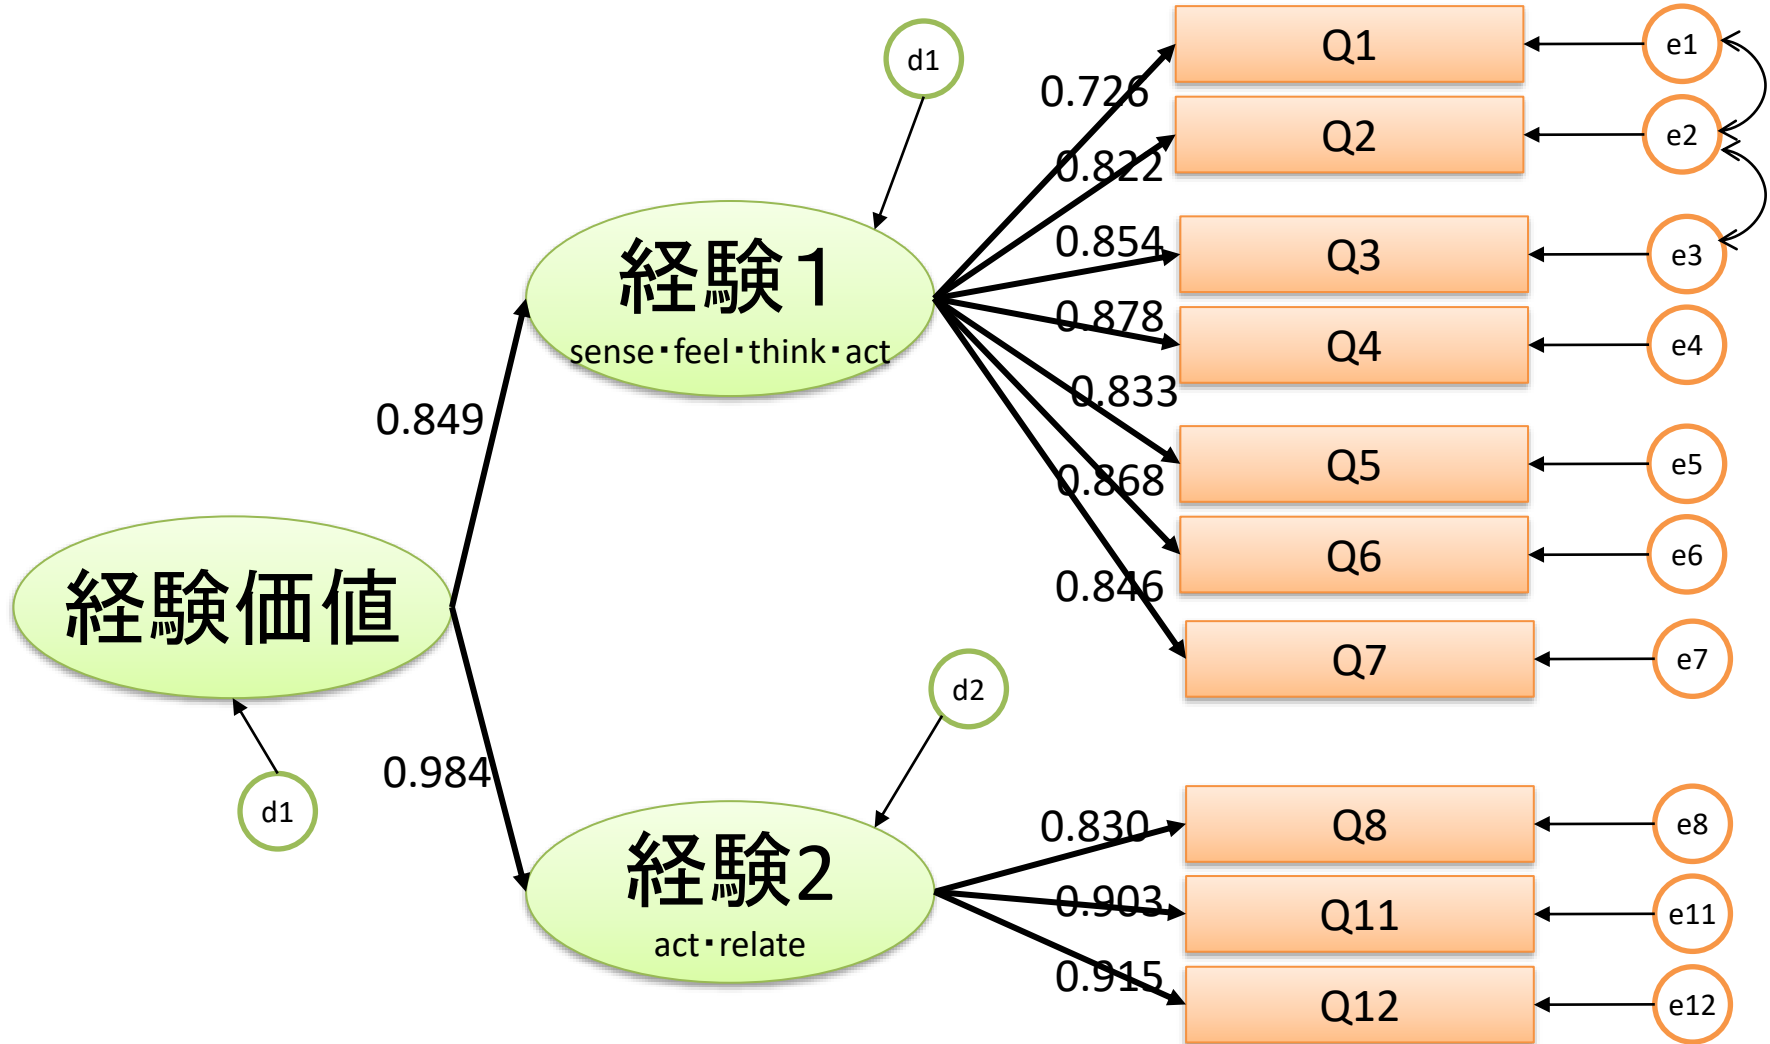 d1
Q1
e1
0.726
Q2
e2
0.822
経験1
sense・feel・think・act
0.854
Q3
e3
0.878
Q4
e4
0.833
Q5
e5
0.868
Q6
e6
0.846
Q7
e7
0.849
経験価値
d1
0.984
d2
経験2
act・relate
0.830
Q8
e8
0.903
Q11
e11
0.915
Q12
e12